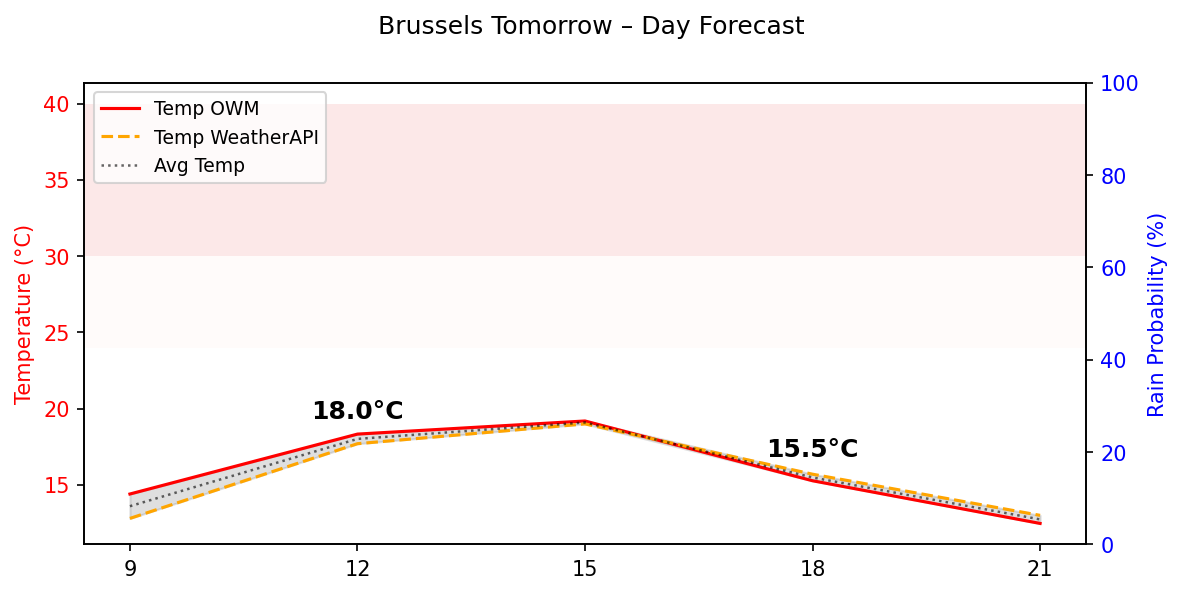 Brussels Tomorrow – Day Forecast
Temp OWM
Temp WeatherAPI
Avg Temp
Temperature (°C)
40
35
30
25
20
15
18.0°C
15.5°C
100
80
60
40
20
0
Rain Probability (%)
9 12 15 18 21